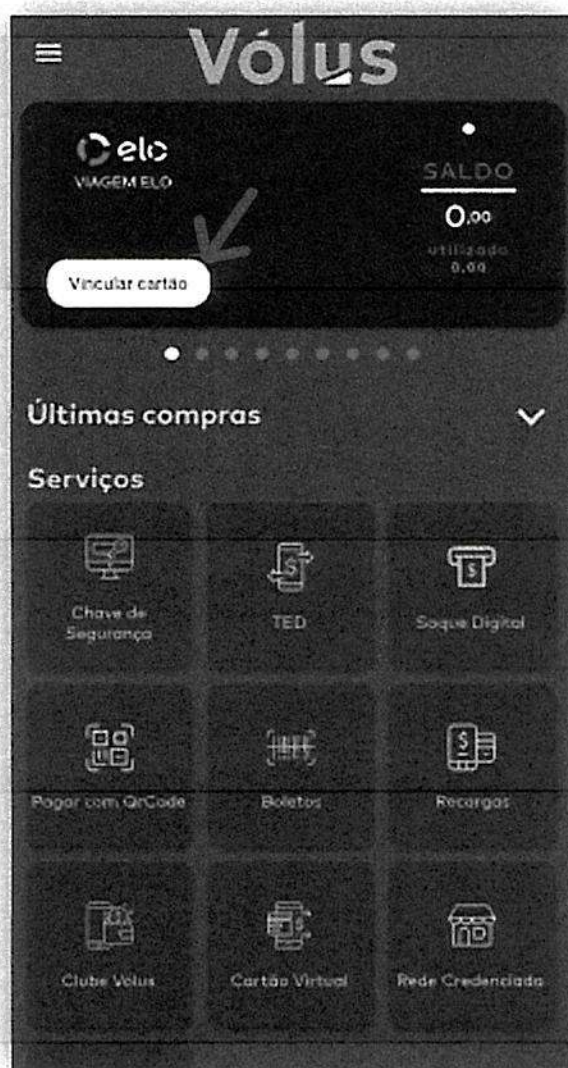 Vólus
elo
VIAGEM ELO
SALDO
0,00
utilizado
0,00
Vincular cartão
Últimas compras
Serviços
Chave de
Segurança
TED
Saque Digital
Pagar com QrCode
Boletos
Recargas
Clube Volus
Cartão Virtual
Rede Credenciada